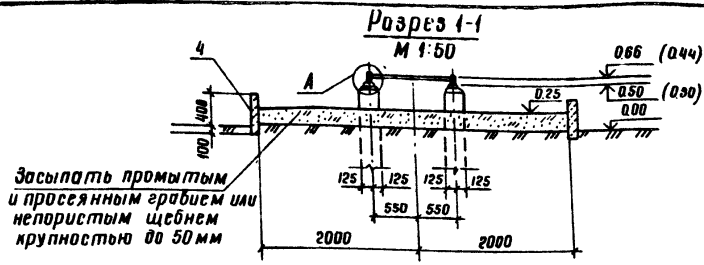 Разрез 1-1
М 1:50
4
А
0.66 (0.44)
0.50 (0.30)
0.25
0.00
400
100
Засыпать промытым
и просеянным гравием или
непористым щебнем
крупностью до 50 мм
125 125 125 125
550 550
2000 2000